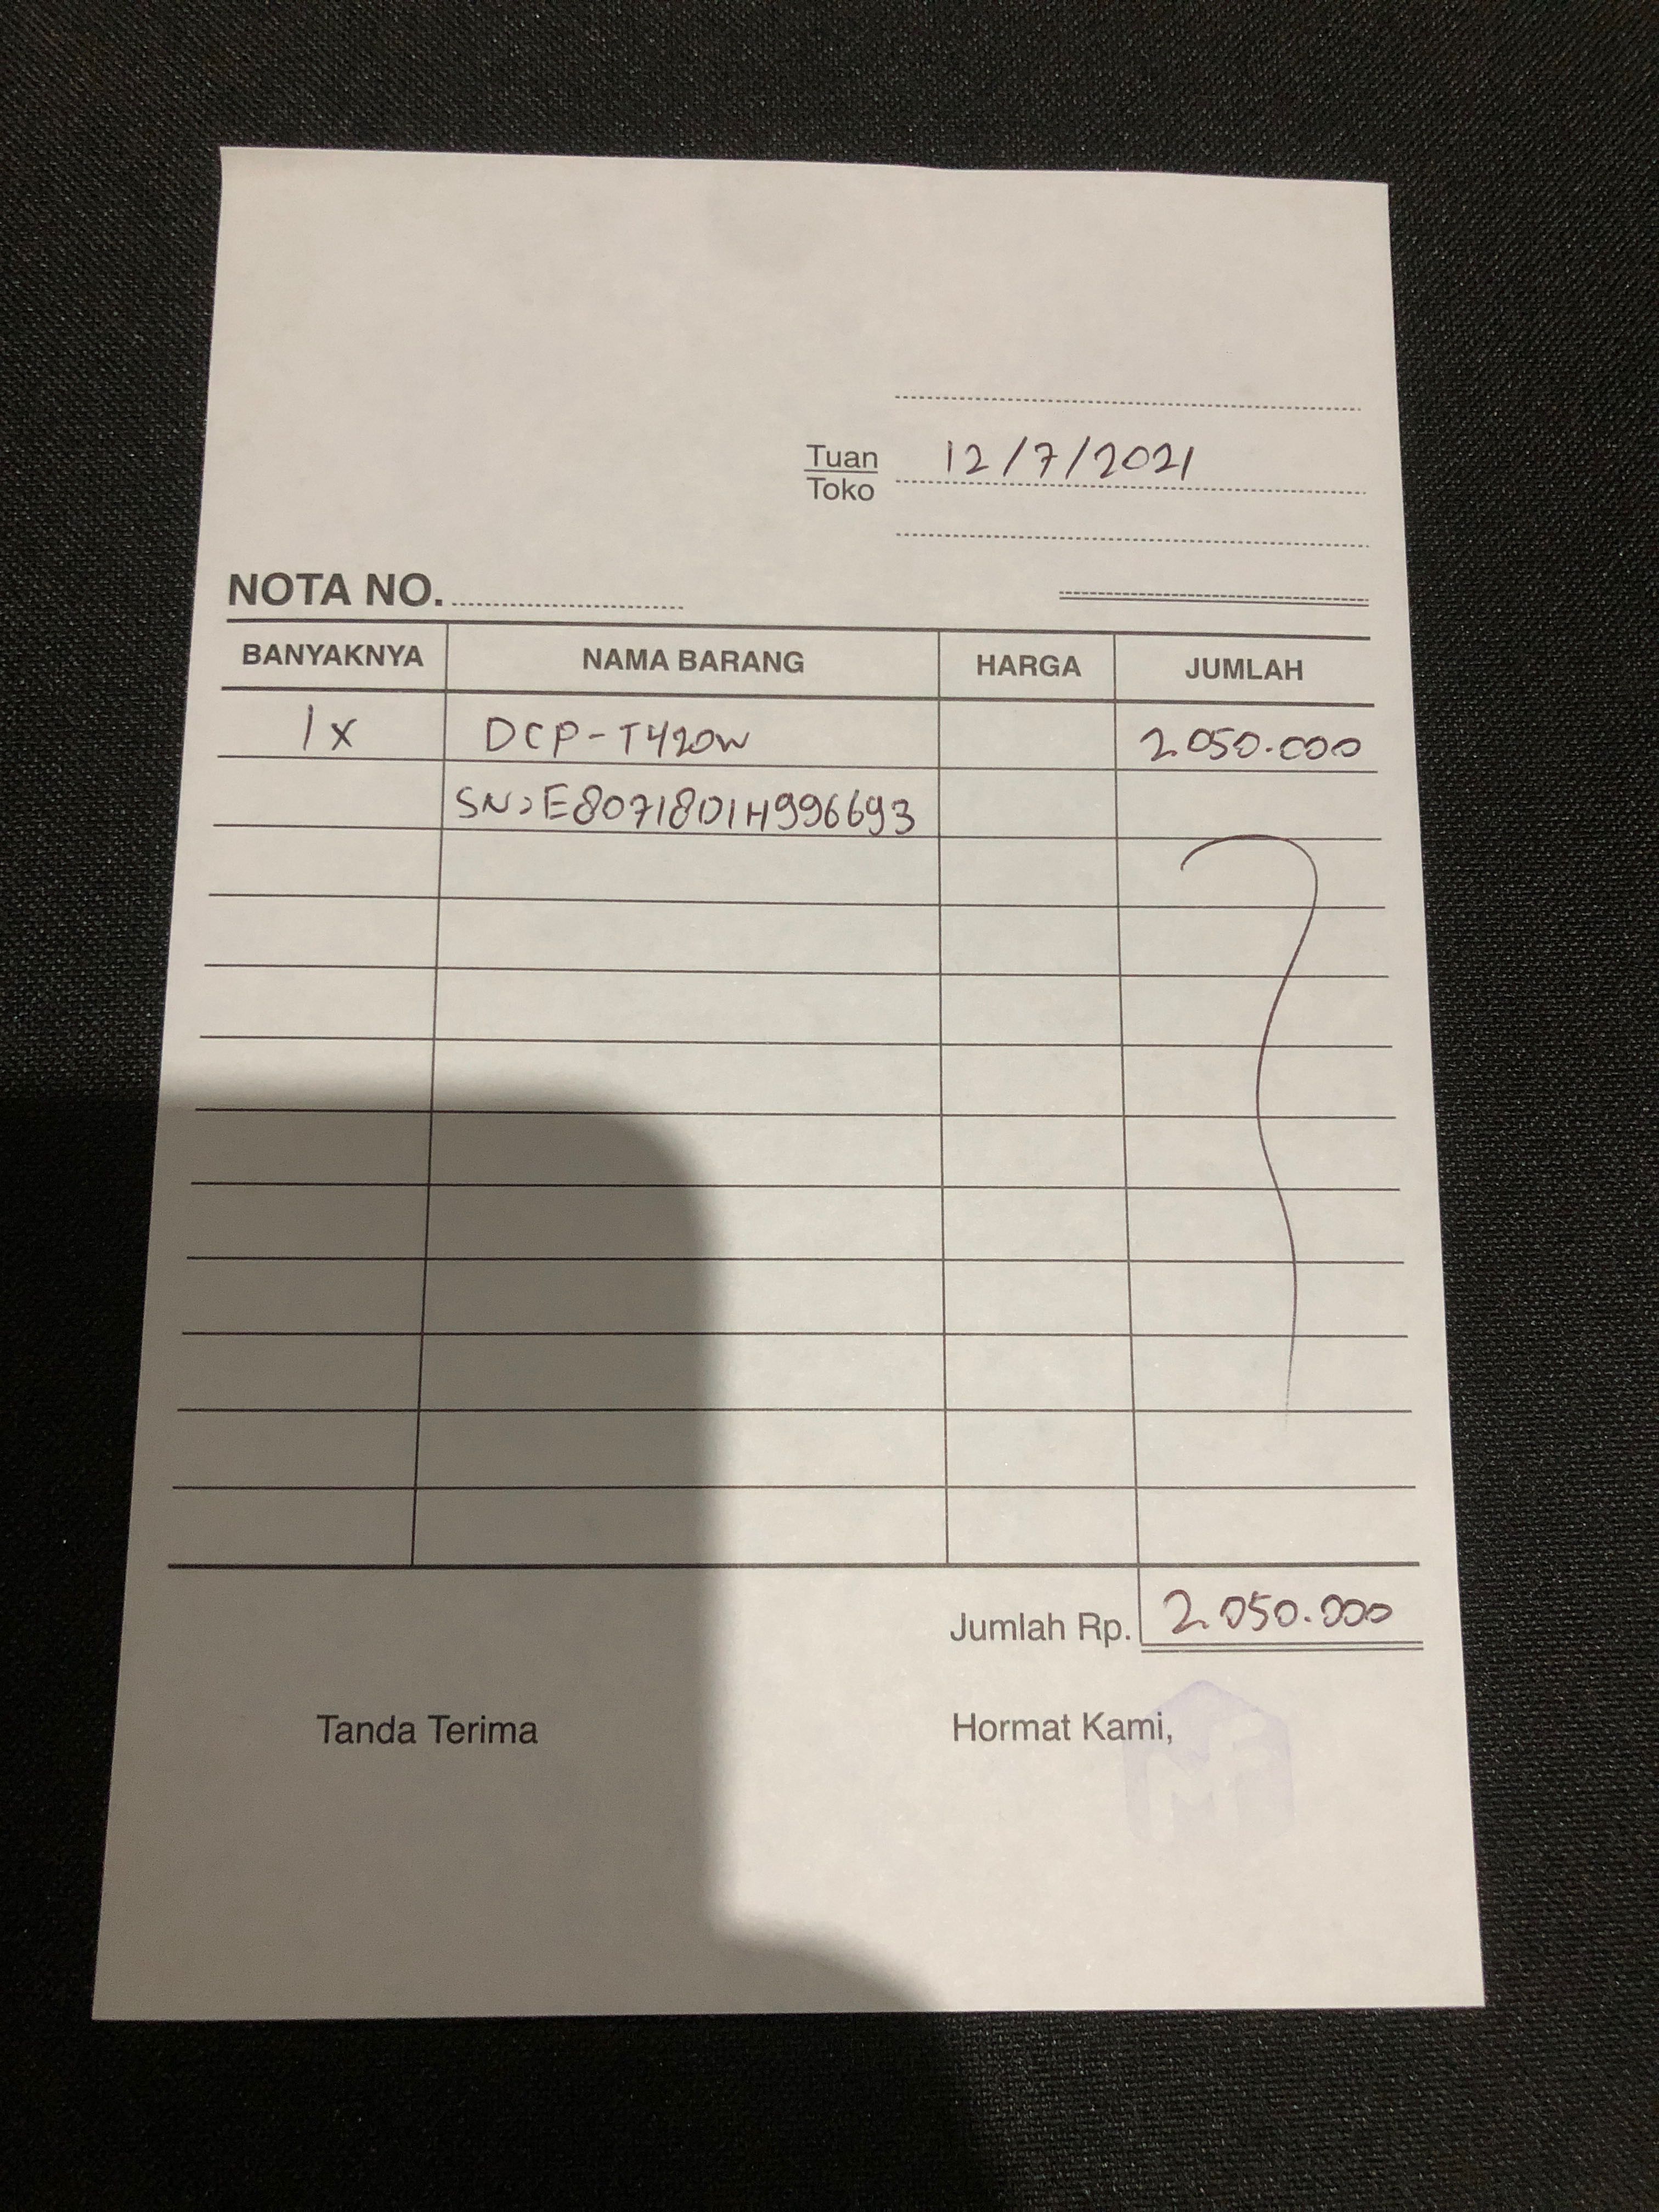 Tuan 12/7/2021
Toko
NOTA NO.
BANYAKNYA NAMA BARANG HARGA JUMLAH
1x DCP-T420W 2.050.000
SN>E80718D1H996693
Jumlah Rp. 2.050.000
Tanda Terima Hormat Kami,